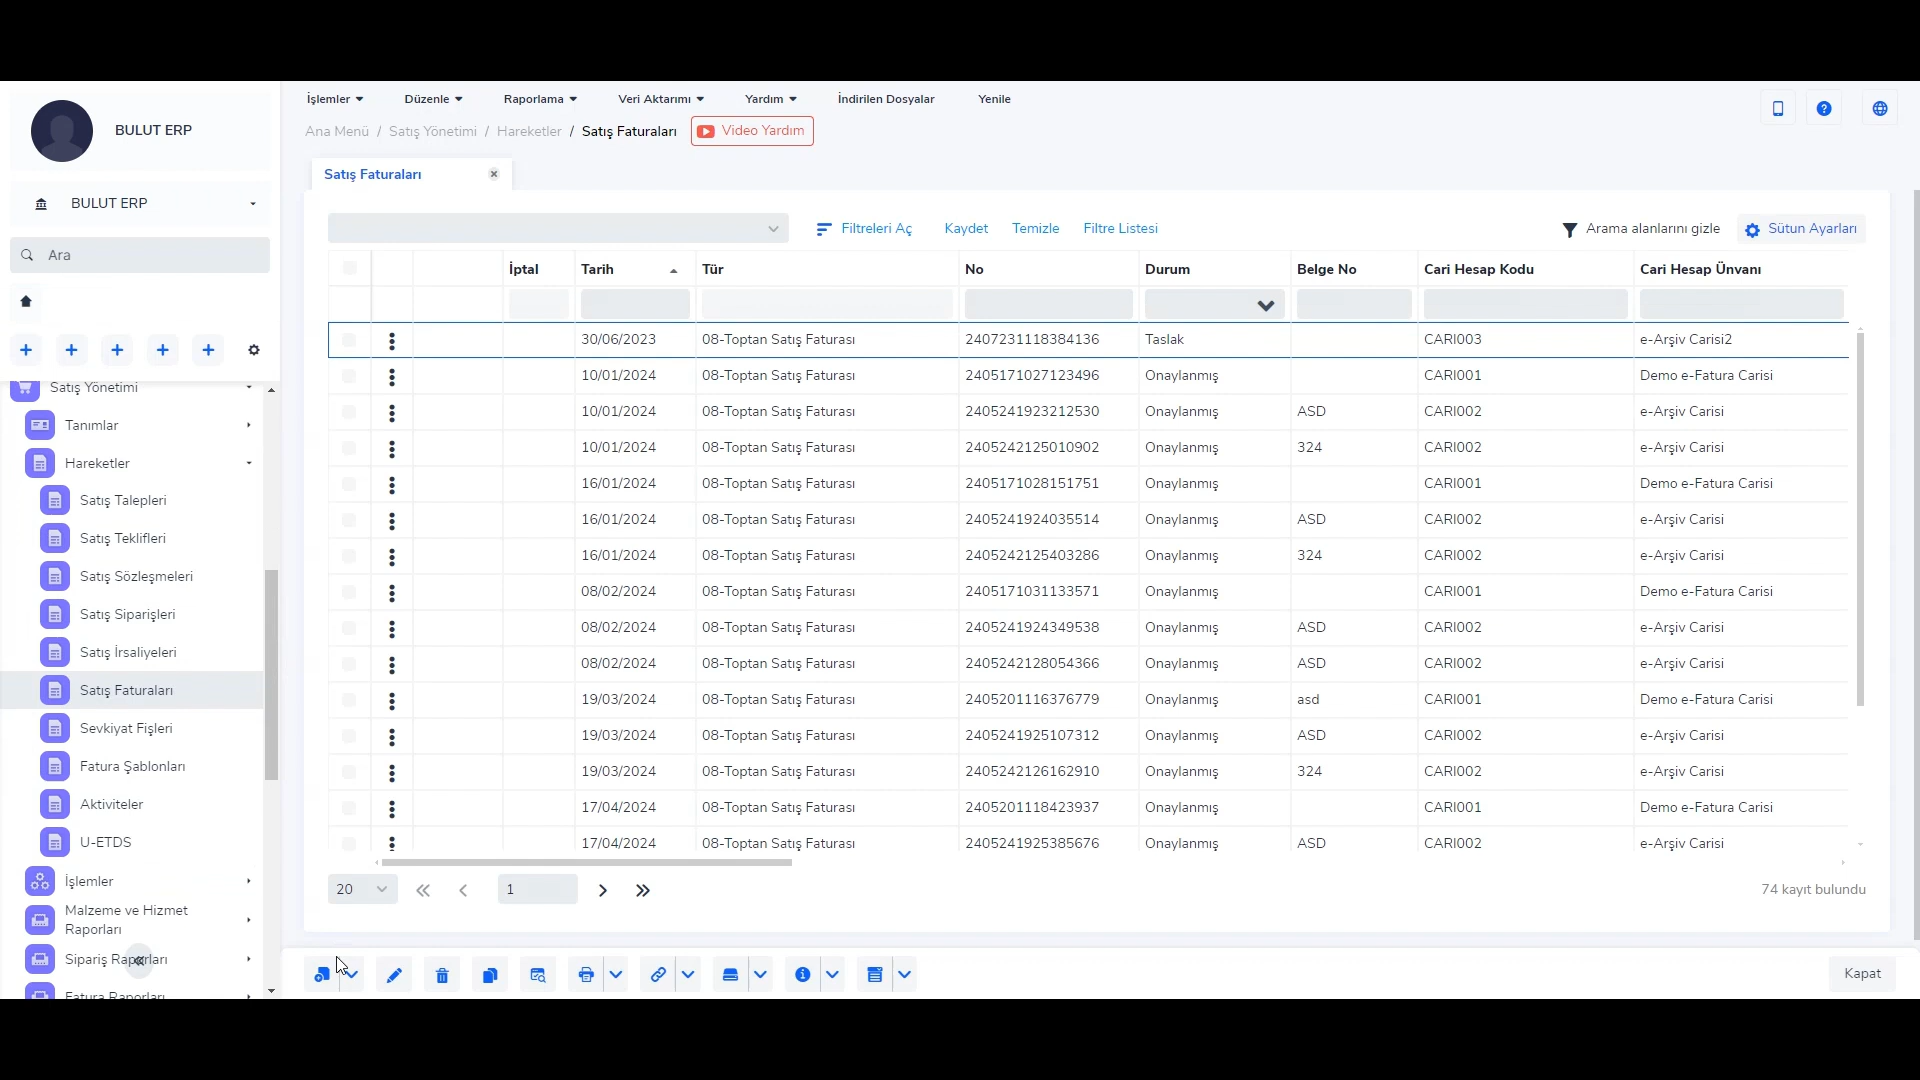 BULUT ERP
BULUT ERP
Ara
Satış Yönetimi
Tanımlar
Hareketler
Satış Talepleri
Satış Teklifleri
Satış Sözleşmeleri
Satış Siparişleri
Satış İrsaliyeleri
Satış Faturaları
Sevkiyat Fişleri
Fatura Şablonları
Aktiviteler
U-ETDS
İşlemler
Malzeme ve Hizmet
Raporları
Sipariş Raporları
Fatura Raporları
İşlemler Düzenle Raporlama Veri Aktarımı Yardım İndirilen Dosyalar Yenile
Ana Menü / Satış Yönetimi / Hareketler / Satış Faturaları Video Yardım
Satış Faturaları
Filtreleri Aç Kaydet Temizle Filtre Listesi Arama alanlarını gizle Sütun Ayarları
İptal Tarih Tür No Durum Belge No Cari Hesap Kodu Cari Hesap Ünvanı
30/06/2023 08-Toptan Satış Faturası 2407231118384136 Taslak CARI003 e-Arşiv Carisi2
10/01/2024 08-Toptan Satış Faturası 2405171027123496 Onaylanmış CARI001 Demo e-Fatura Carisi
10/01/2024 08-Toptan Satış Faturası 2405241923212530 Onaylanmış ASD CARI002 e-Arşiv Carisi
10/01/2024 08-Toptan Satış Faturası 2405242125010902 Onaylanmış 324 CARI002 e-Arşiv Carisi
16/01/2024 08-Toptan Satış Faturası 2405171028151751 Onaylanmış CARI001 Demo e-Fatura Carisi
16/01/2024 08-Toptan Satış Faturası 2405241924035514 Onaylanmış ASD CARI002 e-Arşiv Carisi
16/01/2024 08-Toptan Satış Faturası 2405242125403286 Onaylanmış 324 CARI002 e-Arşiv Carisi
08/02/2024 08-Toptan Satış Faturası 2405171031133571 Onaylanmış CARI001 Demo e-Fatura Carisi
08/02/2024 08-Toptan Satış Faturası 2405241924349538 Onaylanmış ASD CARI002 e-Arşiv Carisi
08/02/2024 08-Toptan Satış Faturası 2405242128054366 Onaylanmış ASD CARI002 e-Arşiv Carisi
19/03/2024 08-Toptan Satış Faturası 2405201116376779 Onaylanmış asd CARI001 Demo e-Fatura Carisi
19/03/2024 08-Toptan Satış Faturası 2405241925107312 Onaylanmış ASD CARI002 e-Arşiv Carisi
19/03/2024 08-Toptan Satış Faturası 2405242126162910 Onaylanmış 324 CARI002 e-Arşiv Carisi
17/04/2024 08-Toptan Satış Faturası 2405201118423937 Onaylanmış CARI001 Demo e-Fatura Carisi
17/04/2024 08-Toptan Satış Faturası 2405241925385676 Onaylanmış ASD CARI002 e-Arşiv Carisi
20 1 74 kayıt bulundu
Kapat